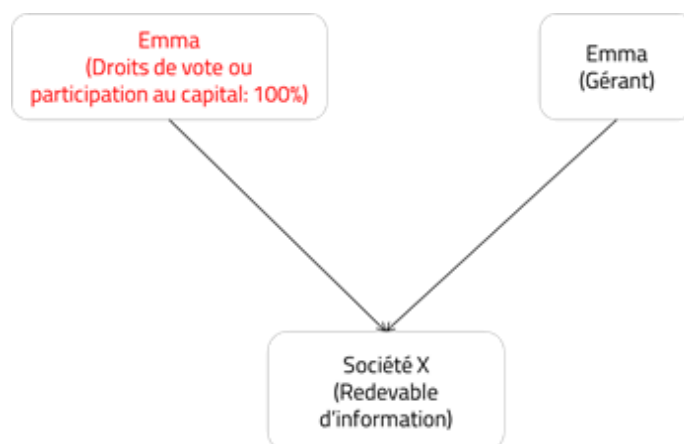 Emma
(Droits de vote ou
participation au capital: 100%)
Emma
(Gérant)
Société X
(Redevable
d'information)